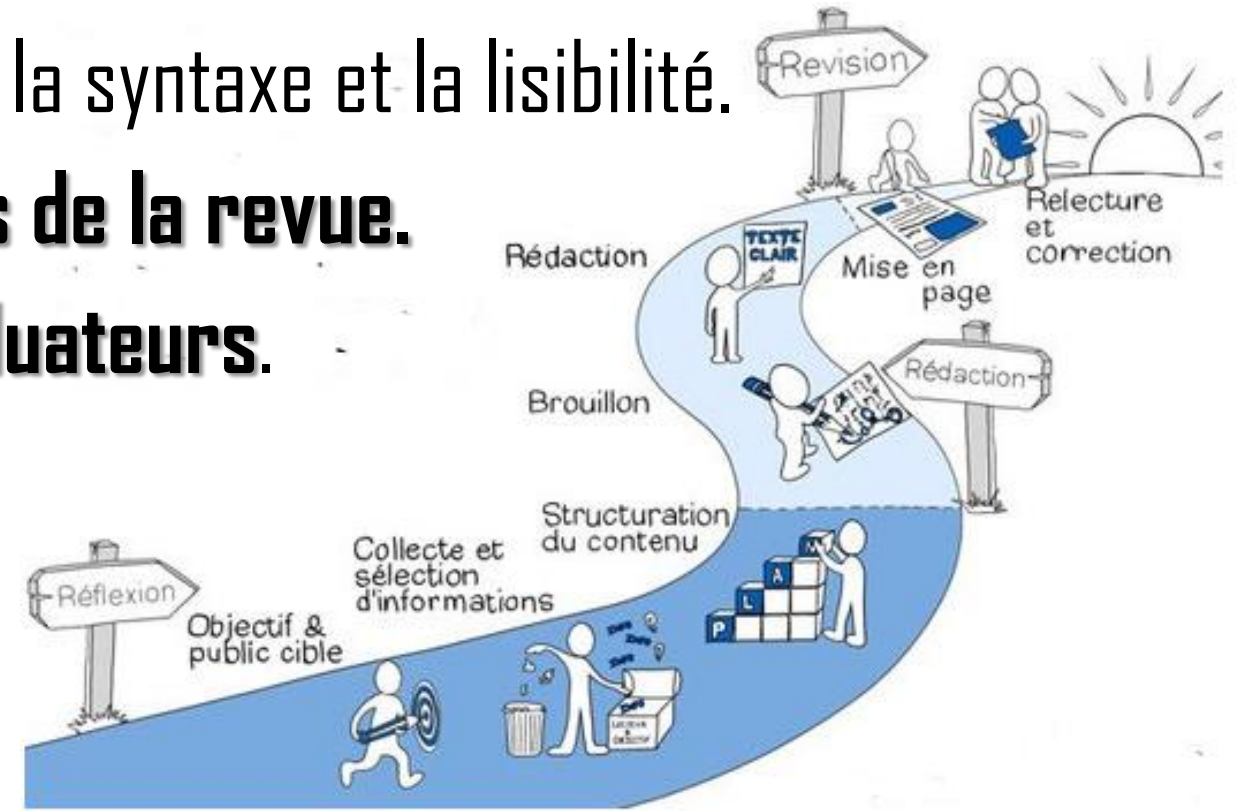 la syntaxe et la lisibilité.
s de la revue.
luateurs.
Revision
Relecture
et
correction
Mise en
page
Rédaction
TEXTE
CLAIR
Rédaction
Brouillon
Structuration
du contenu
Collecte et
sélection
d'informations
Réflexion
Objectif &
public cible
P
L
A
N